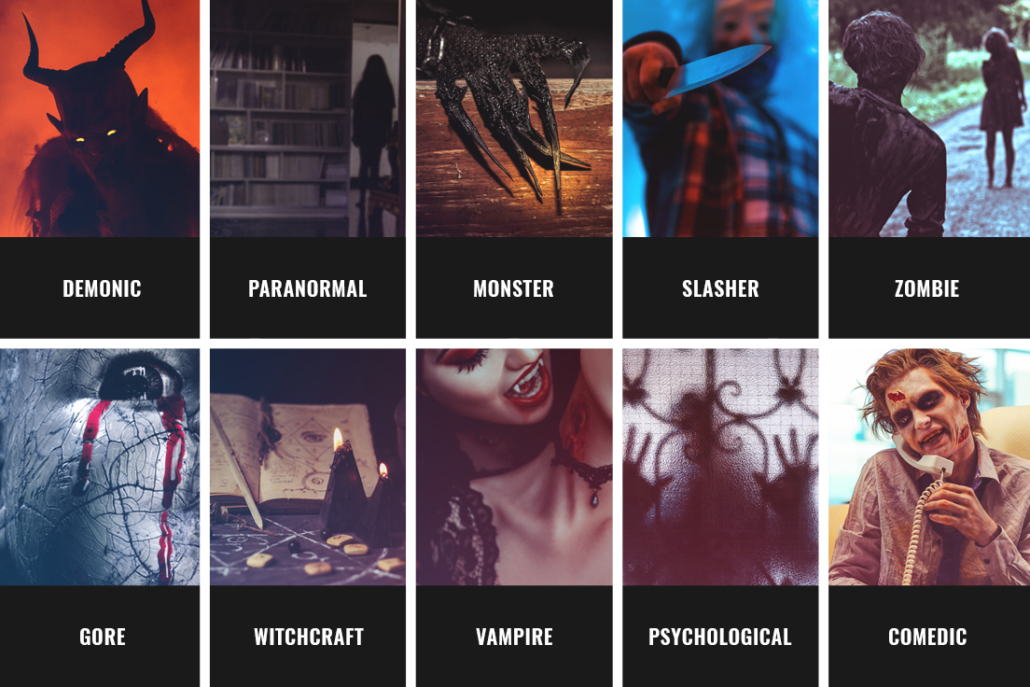 DEMONIC
PARANORMAL
MONSTER
SLASHER
ZOMBIE
GORE
WITCHCRAFT
VAMPIRE
PSYCHOLOGICAL
COMEDIC